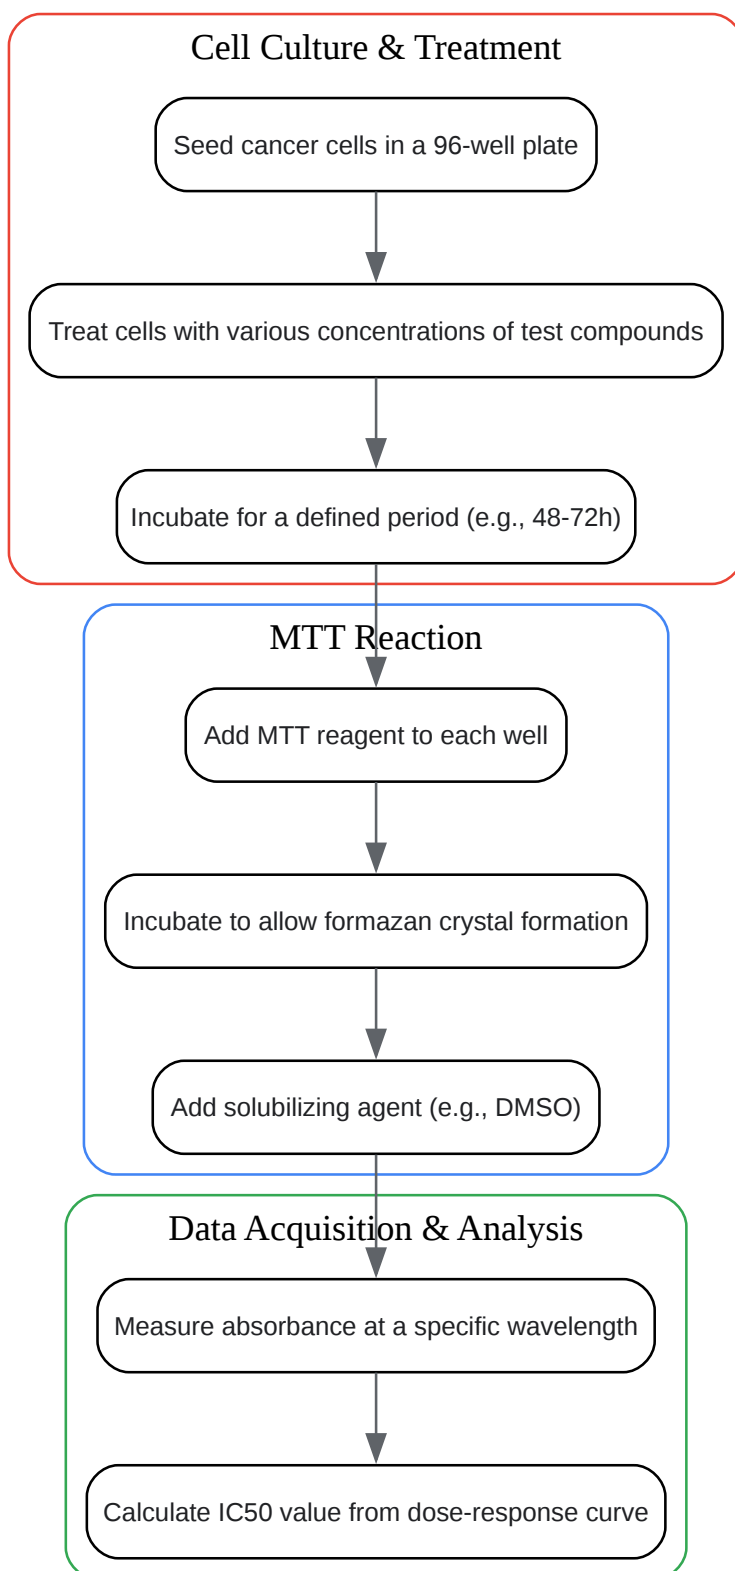 Cell Culture & Treatment
Seed cancer cells in a 96-well plate
Treat cells with various concentrations of test compounds
Incubate for a defined period (e.g., 48-72h)
MTT Reaction
Add MTT reagent to each well
Incubate to allow formazan crystal formation
Add solubilizing agent (e.g., DMSO)
Data Acquisition & Analysis
Measure absorbance at a specific wavelength
Calculate IC50 value from dose-response curve